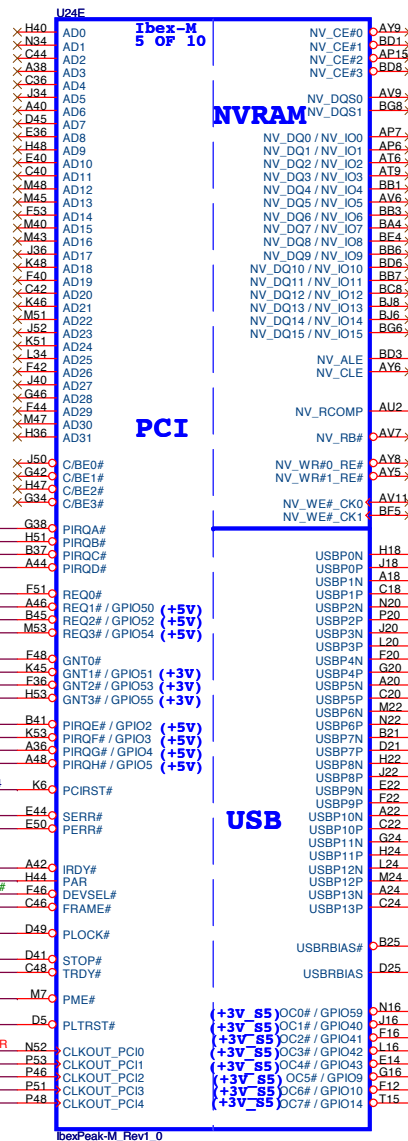 U24E
Ibex-M
5 OF 10
H40 AD0
N34 AD1
C44 AD2
A38 AD3
C36 AD4
J34 AD5
A40 AD6
D45 AD7
E36 AD8
H48 AD9
E40 AD10
C40 AD11
M48 AD12
M45 AD13
F53 AD14
M40 AD15
M43 AD16
J36 AD17
K48 AD18
F40 AD19
C42 AD20
K46 AD21
M51 AD22
J52 AD23
K51 AD24
L34 AD25
F42 AD26
J40 AD27
G46 AD28
F44 AD29
M47 AD30
H36 AD31
J50 C/BE0#
G42 C/BE1#
H47 C/BE2#
G34 C/BE3#
G38 PIRQA#
H51 PIRQB#
B37 PIRQC#
A44 PIRQD#
F51 REQ0#
A46 REQ1# / GPIO50 (+5V)
B45 REQ2# / GPIO52 (+5V)
M53 REQ3# / GPIO54 (+5V)
F48 GNT0#
K45 GNT1# / GPIO51 (+3V)
F36 GNT2# / GPIO53 (+3V)
H53 GNT3# / GPIO55 (+3V)
B41 PIRQE# / GPIO2 (+5V)
K53 PIRQF# / GPIO3 (+5V)
A36 PIRQG# / GPIO4 (+5V)
A48 PIRQH# / GPIO5 (+5V)
K6 PCIRST#
E44 SERR#
E50 PERR#
A42 IRDY#
H44 PAR
# F46 DEVSEL#
C46 FRAME#
D49 PLOCK#
D41 STOP#
C48 TRDY#
M7 PME#
D5 PLTRST#
R N52 CLKOUT_PCI0
P53 CLKOUT_PCI1
P46 CLKOUT_PCI2
P51 CLKOUT_PCI3
P48 CLKOUT_PCI4
PCI
NVRAM
NV_CE#0 AY9
NV_CE#1 BD1
NV_CE#2 AP15
NV_CE#3 BD8
NV_DQS0 AV9
NV_DQS1 BG8
NV_DQ0 / NV_IO0 AP7
NV_DQ1 / NV_IO1 AP6
NV_DQ2 / NV_IO2 AT6
NV_DQ3 / NV_IO3 AT9
NV_DQ4 / NV_IO4 BB1
NV_DQ5 / NV_IO5 AV6
NV_DQ6 / NV_IO6 BB3
NV_DQ7 / NV_IO7 BA4
NV_DQ8 / NV_IO8 BE4
NV_DQ9 / NV_IO9 BB6
NV_DQ10 / NV_IO10 BD6
NV_DQ11 / NV_IO11 BB7
NV_DQ12 / NV_IO12 BC8
NV_DQ13 / NV_IO13 BJ8
NV_DQ14 / NV_IO14 BJ6
NV_DQ15 / NV_IO15 BG6
NV_ALE BD3
NV_CLE AY6
NV_RCOMP AU2
NV_RB# AV7
NV_WR#0_RE# AY8
NV_WR#1_RE# AY5
NV_WE#_CK0 AV11
NV_WE#_CK1 BF5
USBP0N H18
USBP0P J18
USBP1N A18
USBP1P C18
USBP2N N20
USBP2P P20
USBP3N J20
USBP3P L20
USBP4N F20
USBP4P G20
USBP5N A20
USBP5P C20
USBP6N M22
USBP6P N22
USBP7N B21
USBP7P D21
USBP8N H22
USBP8P J22
USBP9N E22
USBP9P F22
USBP10N A22
USBP10P C22
USBP11N G24
USBP11P H24
USBP12N L24
USBP12P M24
USBP13N A24
USBP13P C24
USB
USBRBIAS# B25
USBRBIAS D25
(+3V_S5) OC0# / GPIO59 N16
(+3V_S5) OC1# / GPIO40 J16
(+3V_S5) OC2# / GPIO41 F16
(+3V_S5) OC3# / GPIO42 L16
(+3V_S5) OC4# / GPIO43 E14
(+3V_S5) OC5# / GPIO9 G16
(+3V_S5) OC6# / GPIO10 F12
(+3V_S5) OC7# / GPIO14 T15
IbexPeak-M_Rev1_0